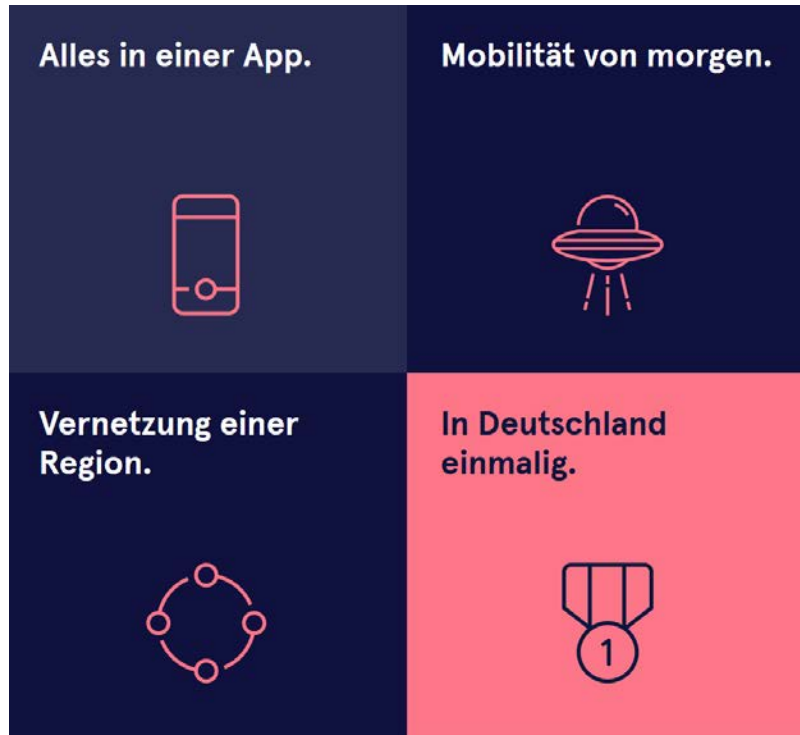 Alles in einer App.
Mobilität von morgen.
Vernetzung einer
Region.
In Deutschland
einmalig.
1